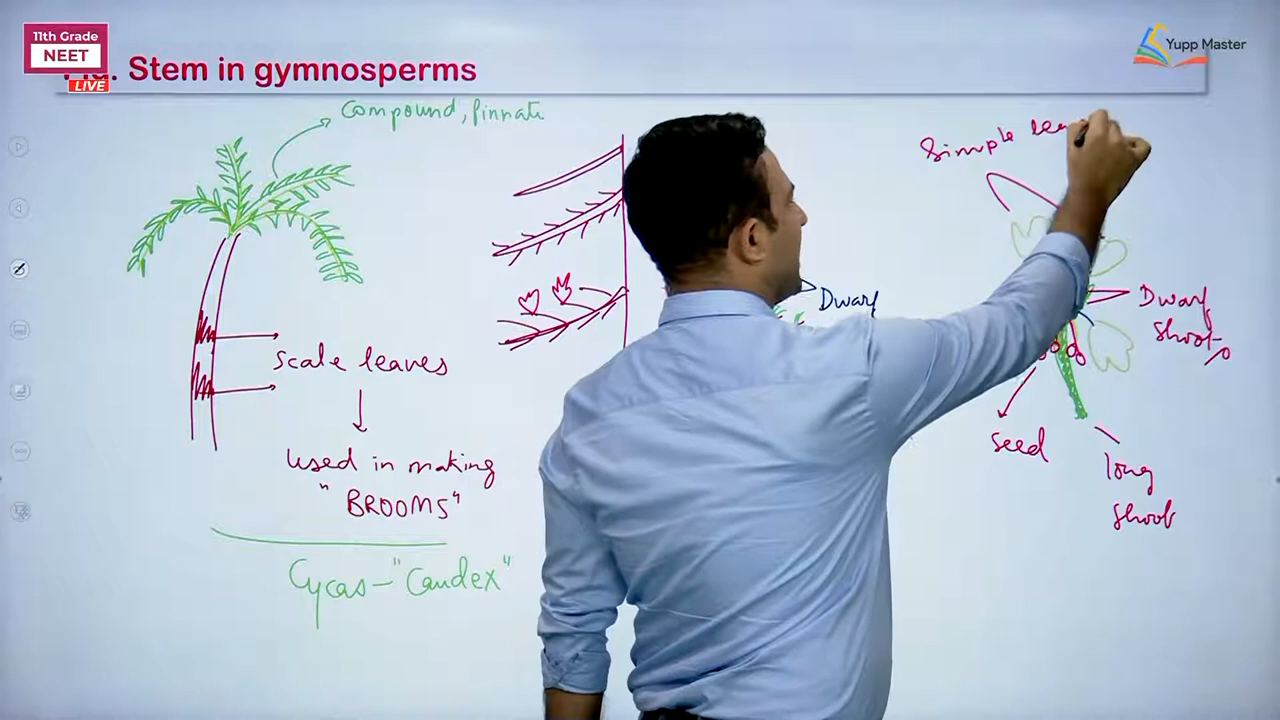 11th Grade
NEET
LIVE
Stem in gymnosperms
Yupp Master
Compound, Pinnate
Scale leaves
Used in making
"BROOMS"
Cycas - "Caudex"
Dwarf
Simple
Dwarf
Shoot
Seed
long
shoot